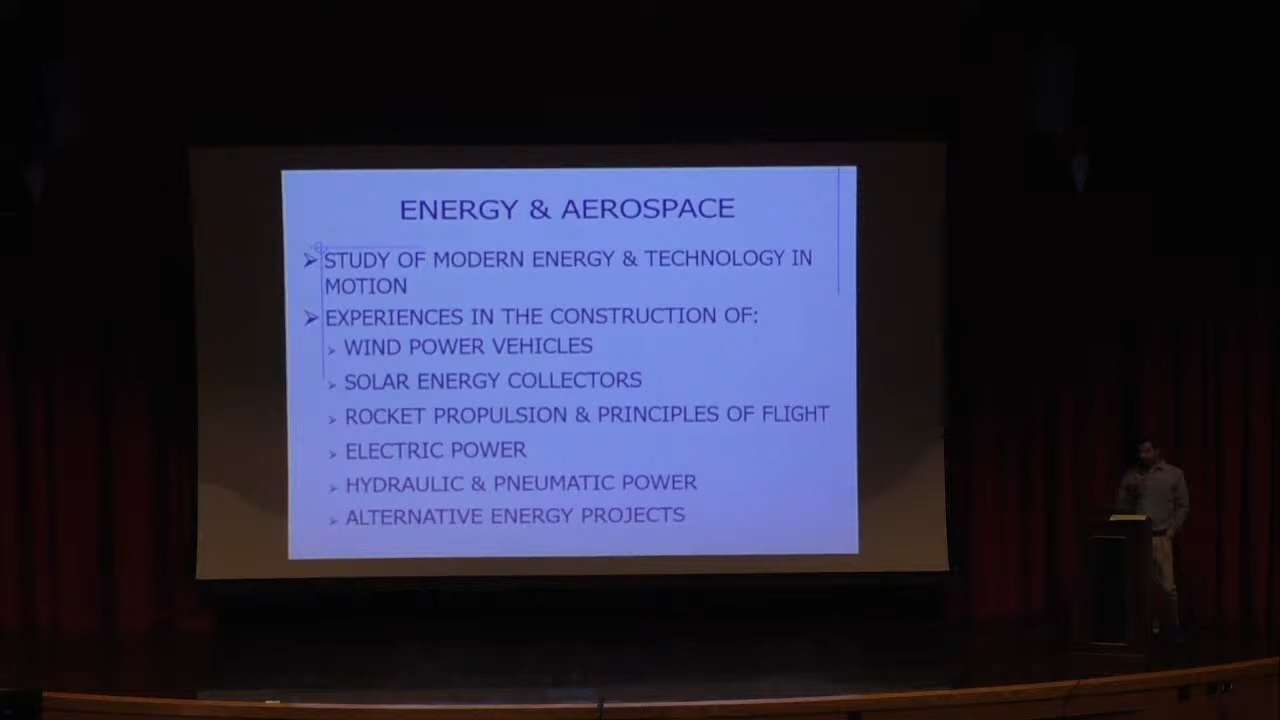 ENERGY & AEROSPACE
STUDY OF MODERN ENERGY & TECHNOLOGY IN
MOTION
EXPERIENCES IN THE CONSTRUCTION OF:
WIND POWER VEHICLES
SOLAR ENERGY COLLECTORS
ROCKET PROPULSION & PRINCIPLES OF FLIGHT
ELECTRIC POWER
HYDRAULIC & PNEUMATIC POWER
ALTERNATIVE ENERGY PROJECTS